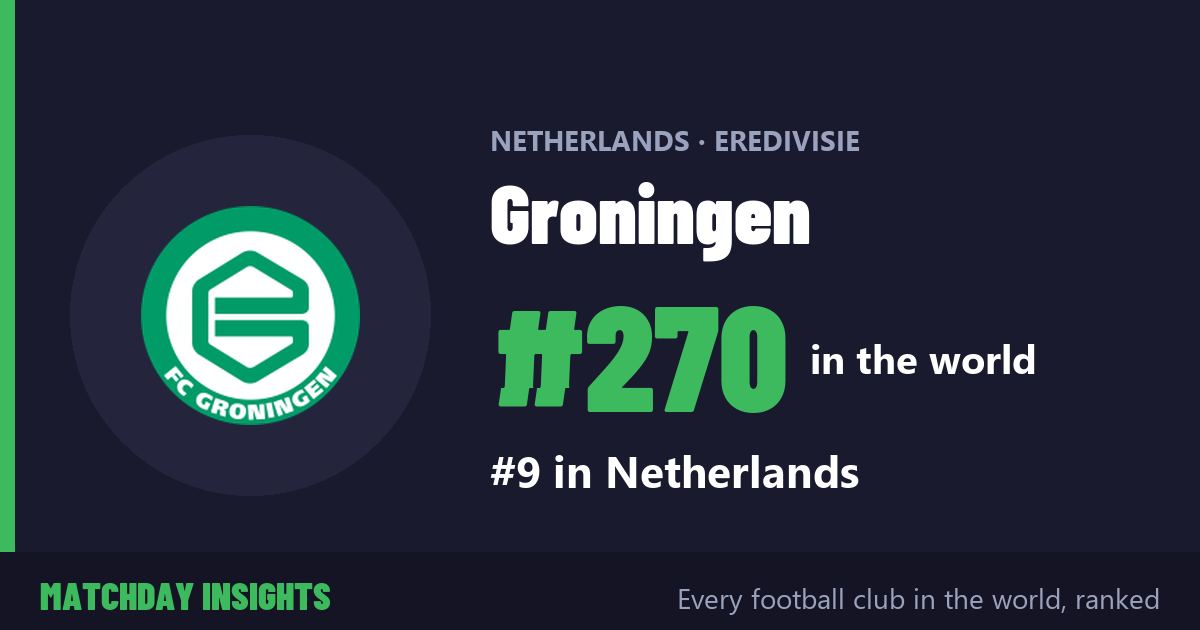 NETHERLANDS · EREDIVISIE
Groningen
#270 in the world
#9 in Netherlands
FC GRONINGEN
MATCHDAY INSIGHTS
Every football club in the world, ranked